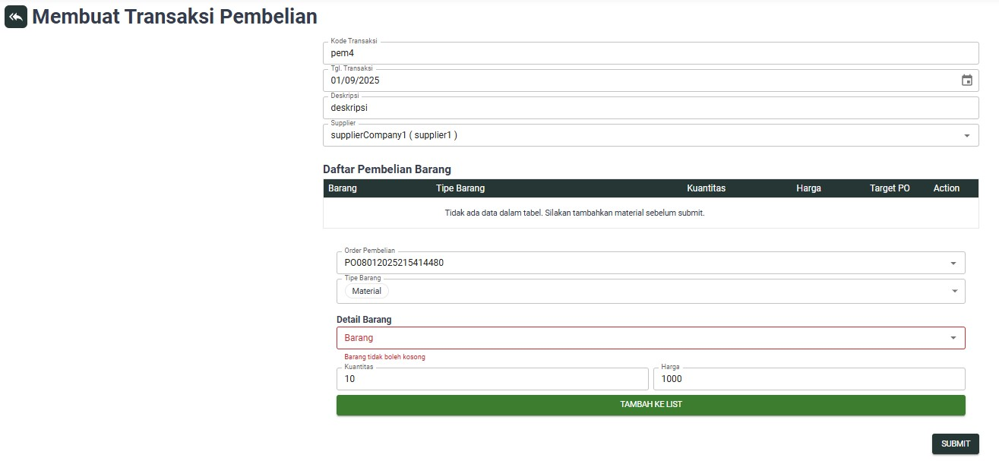 Membuat Transaksi Pembelian
Kode Transaksi
pem4
Tgl. Transaksi
01/09/2025
Deskripsi
deskripsi
Supplier
supplierCompany1 ( supplier1 )
Daftar Pembelian Barang
Barang Tipe Barang Kuantitas Harga Target PO Action
Tidak ada data dalam tabel. Silakan tambahkan material sebelum submit.
Order Pembelian
PO08012025215414480
Tipe Barang
Material
Detail Barang
Barang
Barang tidak boleh kosong
Kuantitas Harga
10 1000
TAMBAH KE LIST
SUBMIT